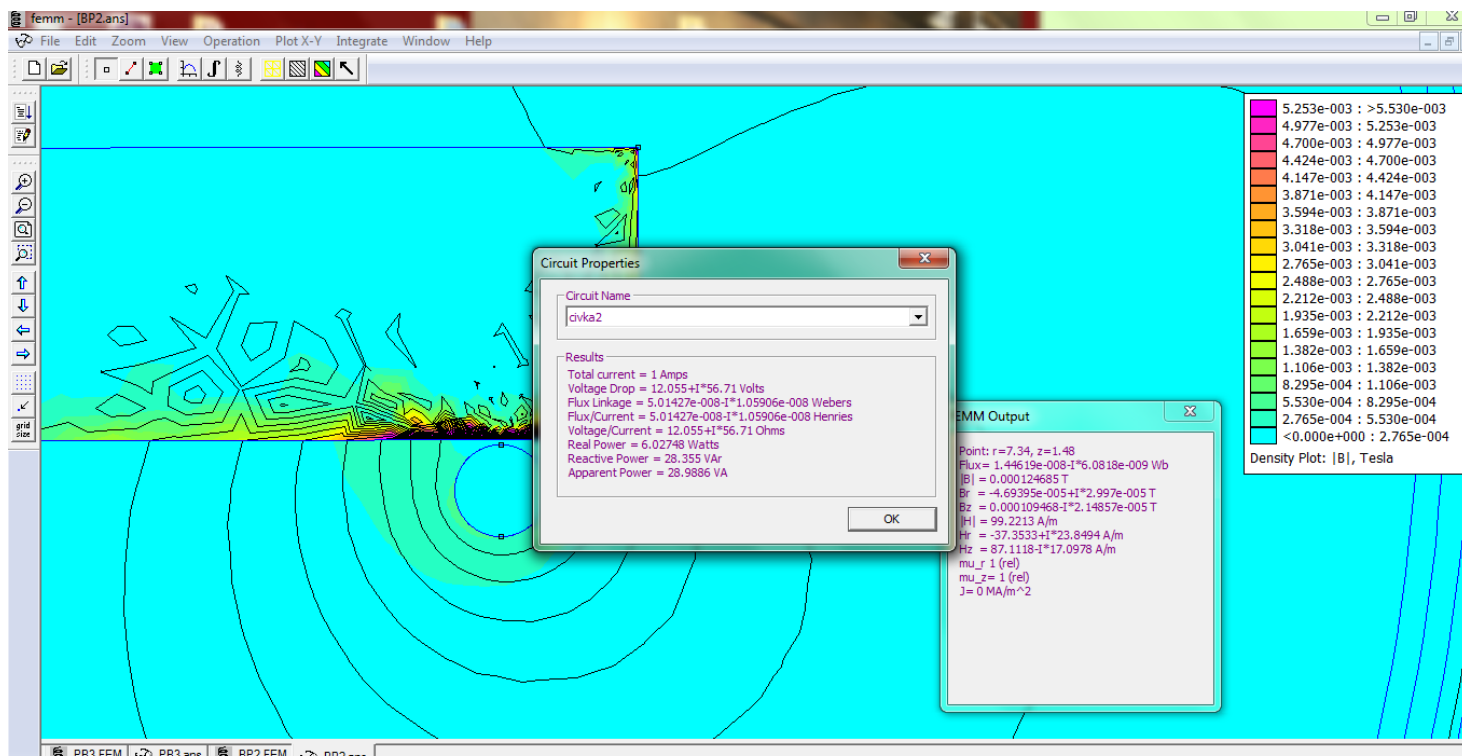 femm - [BP2.ans]
File Edit Zoom View Operation Plot X-Y Integrate Window Help
grid
size
5.253e-003 : >5.530e-003
4.977e-003 : 5.253e-003
4.700e-003 : 4.977e-003
4.424e-003 : 4.700e-003
4.147e-003 : 4.424e-003
3.871e-003 : 4.147e-003
3.594e-003 : 3.871e-003
3.318e-003 : 3.594e-003
3.041e-003 : 3.318e-003
2.765e-003 : 3.041e-003
2.488e-003 : 2.765e-003
2.212e-003 : 2.488e-003
1.935e-003 : 2.212e-003
1.659e-003 : 1.935e-003
1.382e-003 : 1.659e-003
1.106e-003 : 1.382e-003
8.295e-004 : 1.106e-003
5.530e-004 : 8.295e-004
2.765e-004 : 5.530e-004
<0.000e+000 : 2.765e-004
Density Plot: |B|, Tesla
Circuit Properties
Circuit Name
civka2
Results
Total current = 1 Amps
Voltage Drop = 12.055+I*56.71 Volts
Flux Linkage = 5.01427e-008-I*1.05906e-008 Webers
Flux/Current = 5.01427e-008-I*1.05906e-008 Henries
Voltage/Current = 12.055+I*56.71 Ohms
Real Power = 6.02748 Watts
Reactive Power = 28.355 VAr
Apparent Power = 28.9886 VA
OK
EMM Output
Point: r=7.34, z=1.48
Flux= 1.44619e-008-I*6.0818e-009 Wb
|B| = 0.000124685 T
Br = -4.69395e-005+I*2.997e-005 T
Bz = 0.000109468-I*2.14857e-005 T
|H| = 99.2213 A/m
Hr = -37.3533+I*23.8494 A/m
Hz = 87.1118-I*17.0978 A/m
mu_r 1 (rel)
mu_z= 1 (rel)
J= 0 MA/m^2
PB3.FEM PB3.ans BP2.FEM BP2.ans